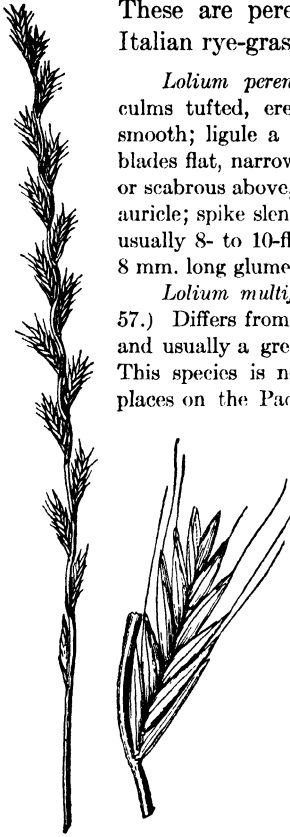 These are pere
Italian rye-gras
Lolium peren
culms tufted, ere
smooth; ligule a
blades flat, narrow
or scabrous above,
auricle; spike slen
usually 8- to 10-fl
8 mm. long glume
Lolium multif
57.) Differs from
and usually a gre
This species is n
places on the Pac